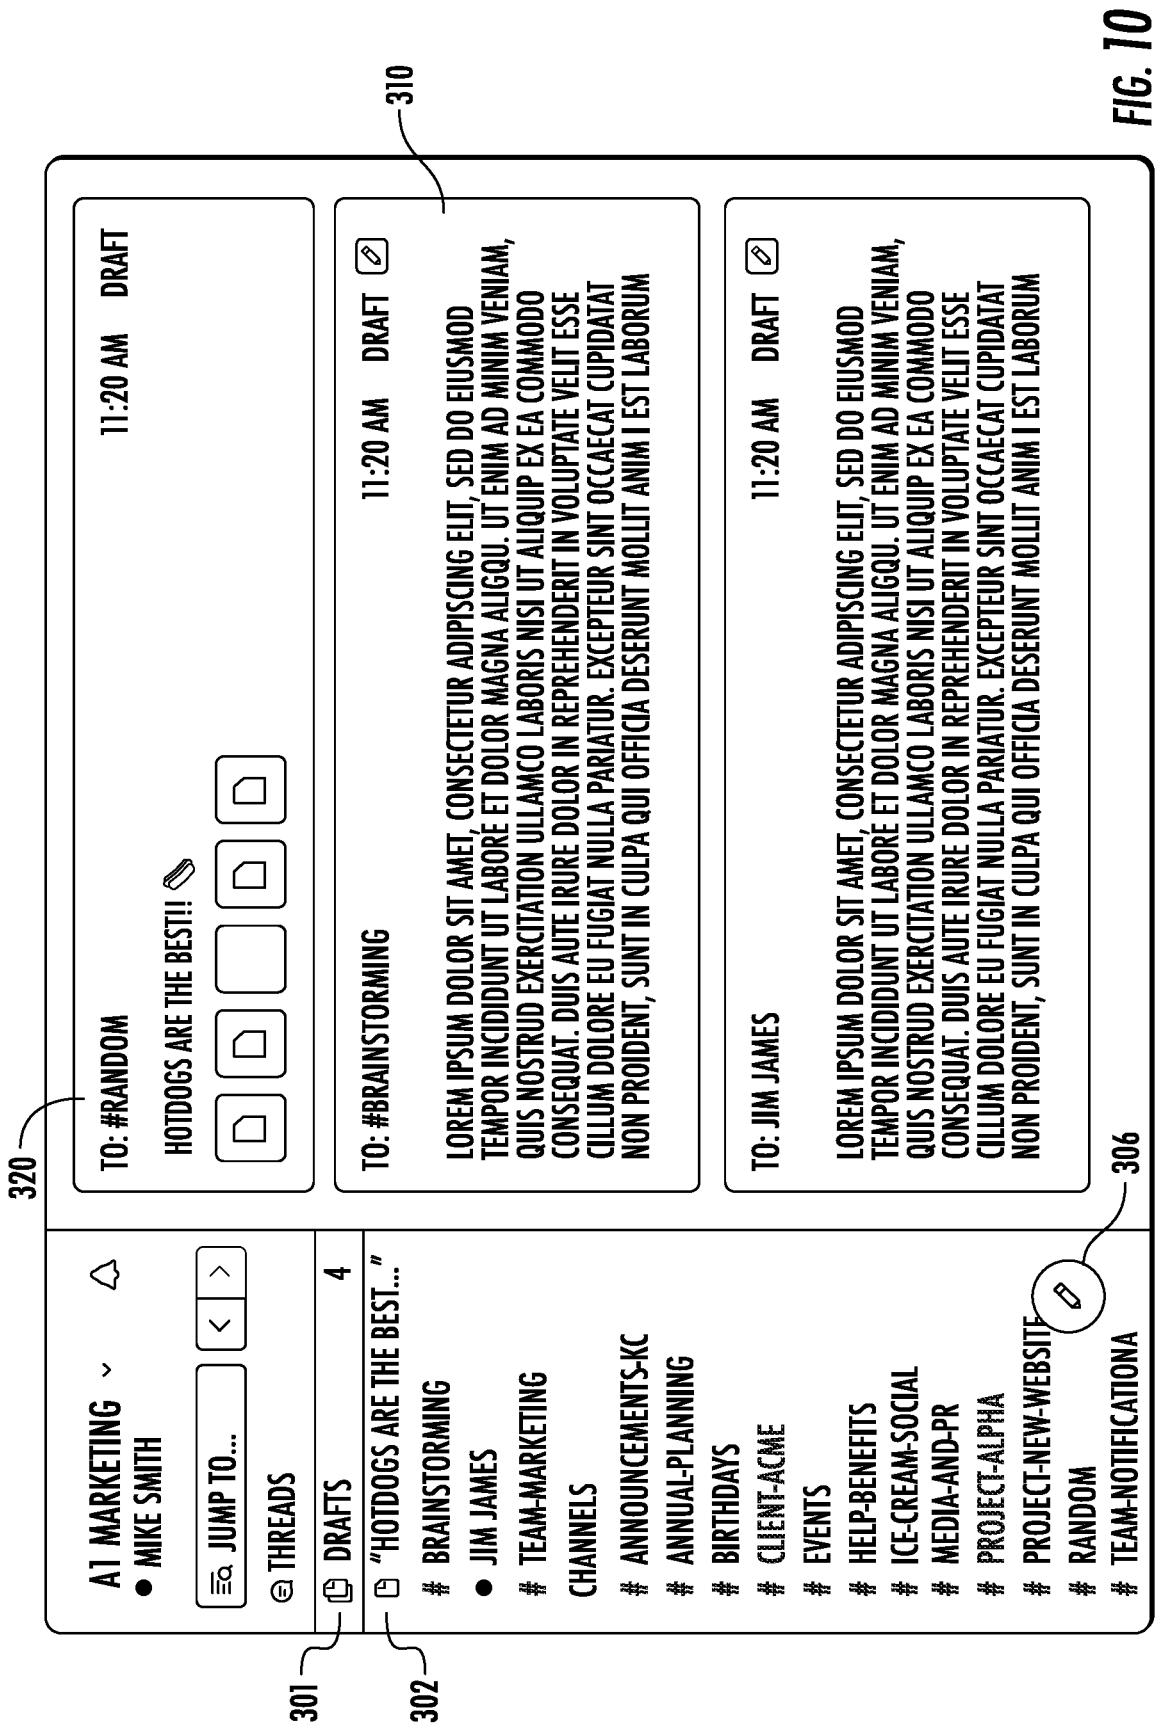 A1 MARKETING
MIKE SMITH
JUMP TO...
< >
THREADS
301
DRAFTS 4
302
"HOTDOGS ARE THE BEST..."
# BRAINSTORMING
JIM JAMES
# TEAM-MARKETING
CHANNELS
# ANNOUNCEMENTS-KC
# ANNUAL-PLANNING
# BIRTHDAYS
# CLIENT-ACME
# EVENTS
# HELP-BENEFITS
# ICE-CREAM-SOCIAL
# MEDIA-AND-PR
# PROJECT-ALPHA
# PROJECT-NEW-WEBSITE
# RANDOM
# TEAM-NOTIFICATIONA
306
320
TO: #RANDOM 11:20 AM DRAFT
HOTDOGS ARE THE BEST!!
310
TO: #BRAINSTORMING 11:20 AM DRAFT
LOREM IPSUM DOLOR SIT AMET, CONSECTETUR ADIPISCING ELIT, SED DO EIUSMOD
TEMPOR INCIDIDUNT UT LABORE ET DOLOR MAGNA ALIGQU. UT ENIM AD MINIM VENIAM,
QUIS NOSTRUD EXERCITATION ULLAMCO LABORIS NISI UT ALIQUIP EX EA COMMODO
CONSEQUAT. DUIS AUTE IRURE DOLOR IN REPREHENDERIT IN VOLUPTATE VELIT ESSE
CILLUM DOLORE EU FUGIAT NULLA PARIATUR. EXCEPTEUR SINT OCCAECAT CUPIDATAT
NON PROIDENT, SUNT IN CULPA QUI OFFICIA DESERUNT MOLLIT ANIM I EST LABORUM
TO: JIM JAMES 11:20 AM DRAFT
LOREM IPSUM DOLOR SIT AMET, CONSECTETUR ADIPISCING ELIT, SED DO EIUSMOD
TEMPOR INCIDIDUNT UT LABORE ET DOLOR MAGNA ALIGQU. UT ENIM AD MINIM VENIAM,
QUIS NOSTRUD EXERCITATION ULLAMCO LABORIS NISI UT ALIQUIP EX EA COMMODO
CONSEQUAT. DUIS AUTE IRURE DOLOR IN REPREHENDERIT IN VOLUPTATE VELIT ESSE
CILLUM DOLORE EU FUGIAT NULLA PARIATUR. EXCEPTEUR SINT OCCAECAT CUPIDATAT
NON PROIDENT, SUNT IN CULPA QUI OFFICIA DESERUNT MOLLIT ANIM I EST LABORUM
FIG. 10